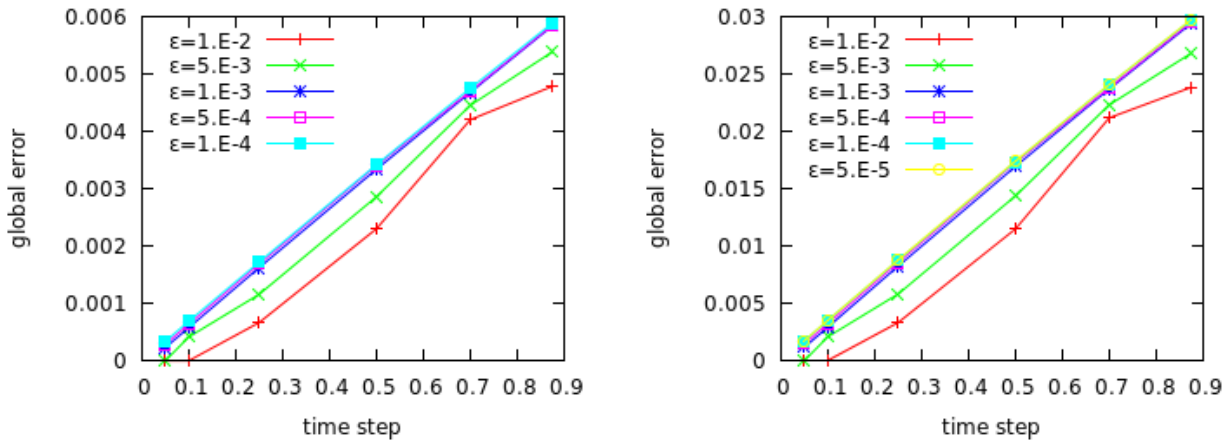 0.006
0.005
0.004
0.003
0.002
0.001
0
global error
ε=1.E-2
ε=5.E-3
ε=1.E-3
ε=5.E-4
ε=1.E-4
0 0.1 0.2 0.3 0.4 0.5 0.6 0.7 0.8 0.9
time step
0.03
0.025
0.02
0.015
0.01
0.005
0
global error
ε=1.E-2
ε=5.E-3
ε=1.E-3
ε=5.E-4
ε=1.E-4
ε=5.E-5
0 0.1 0.2 0.3 0.4 0.5 0.6 0.7 0.8 0.9
time step